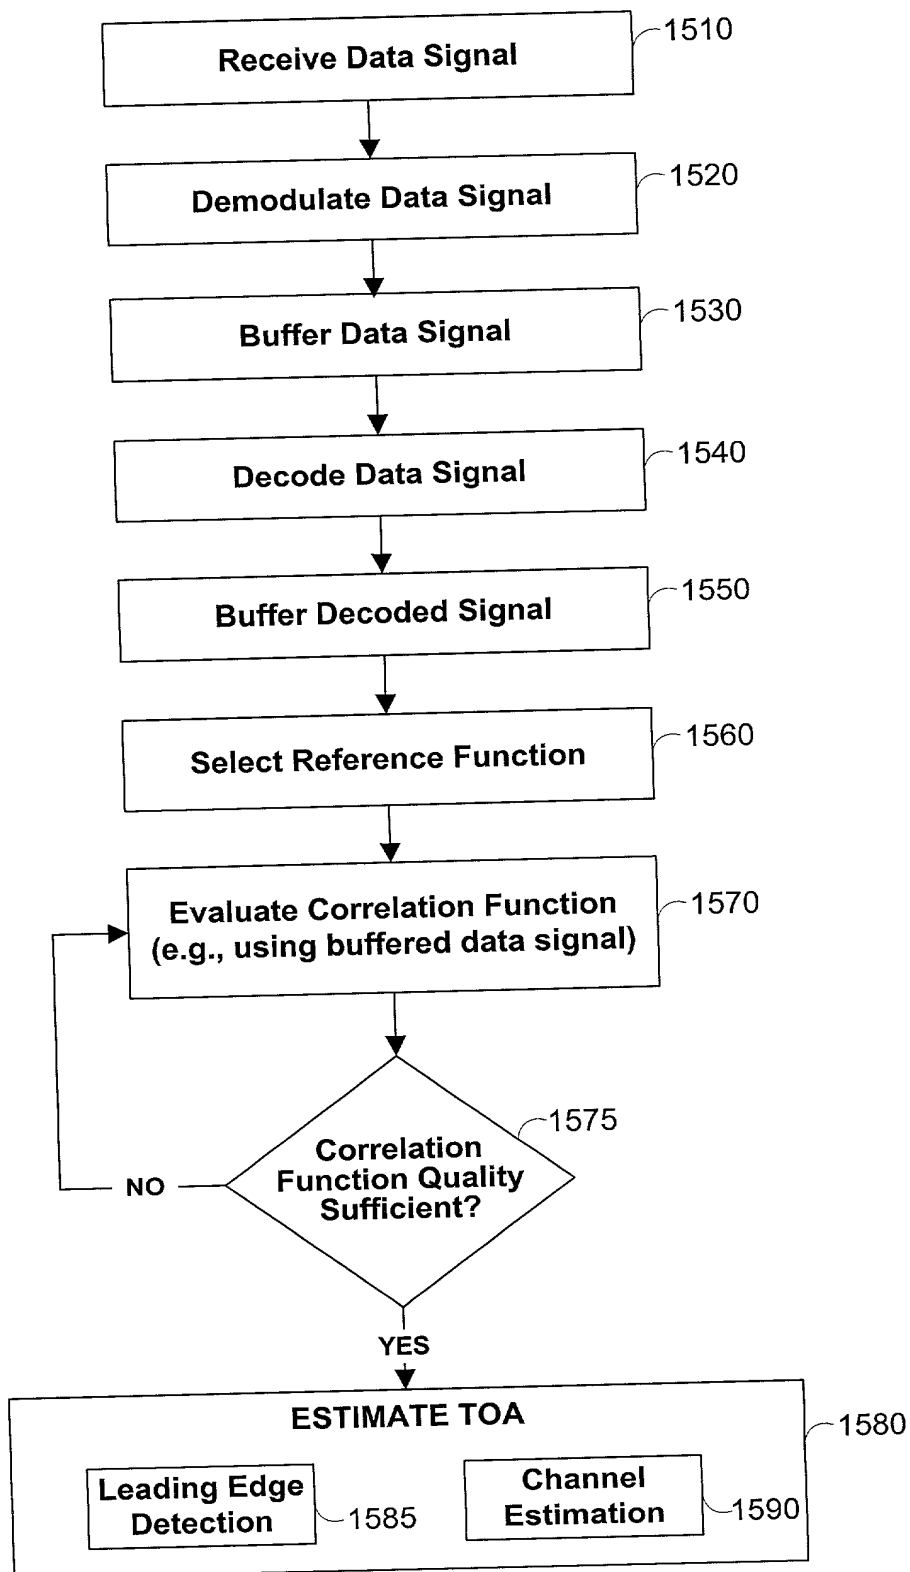 Receive Data Signal
1510
Demodulate Data Signal
1520
Buffer Data Signal
1530
Decode Data Signal
1540
Buffer Decoded Signal
1550
Select Reference Function
1560
Evaluate Correlation Function
(e.g., using buffered data signal)
1570
Correlation
Function Quality
Sufficient?
1575
NO
YES
ESTIMATE TOA
1580
Leading Edge
Detection
1585
Channel
Estimation
1590